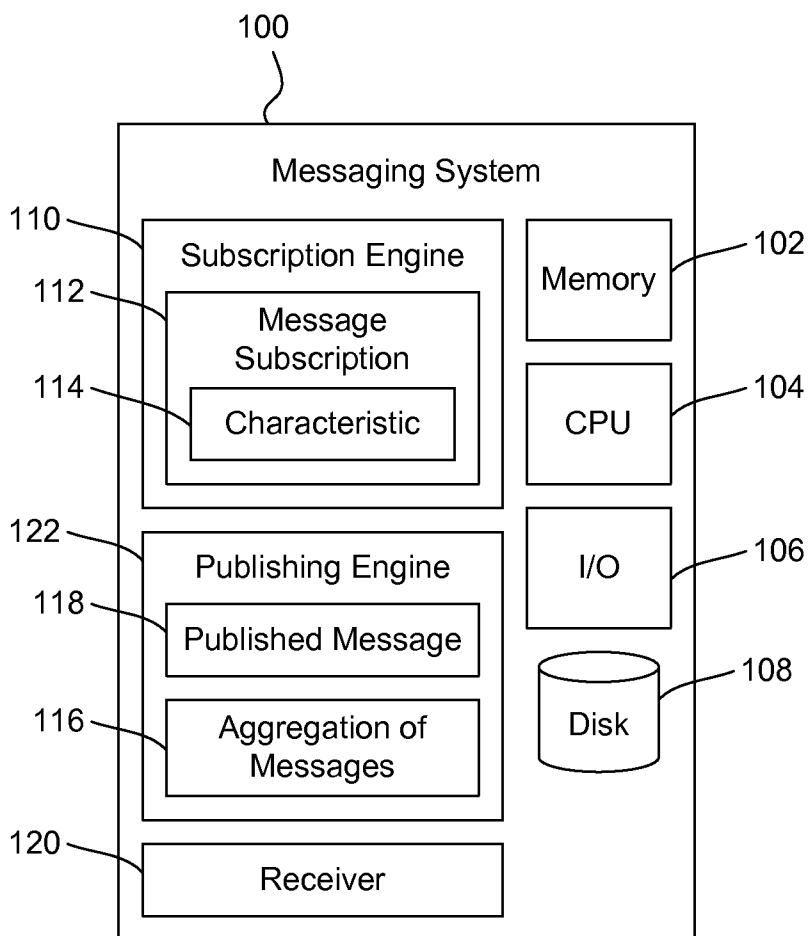 100
Messaging System
110
Subscription Engine
112
Message
Subscription
114
Characteristic
122
Publishing Engine
118
Published Message
116
Aggregation of
Messages
120
Receiver
Memory
102
CPU
104
I/O
106
Disk
108